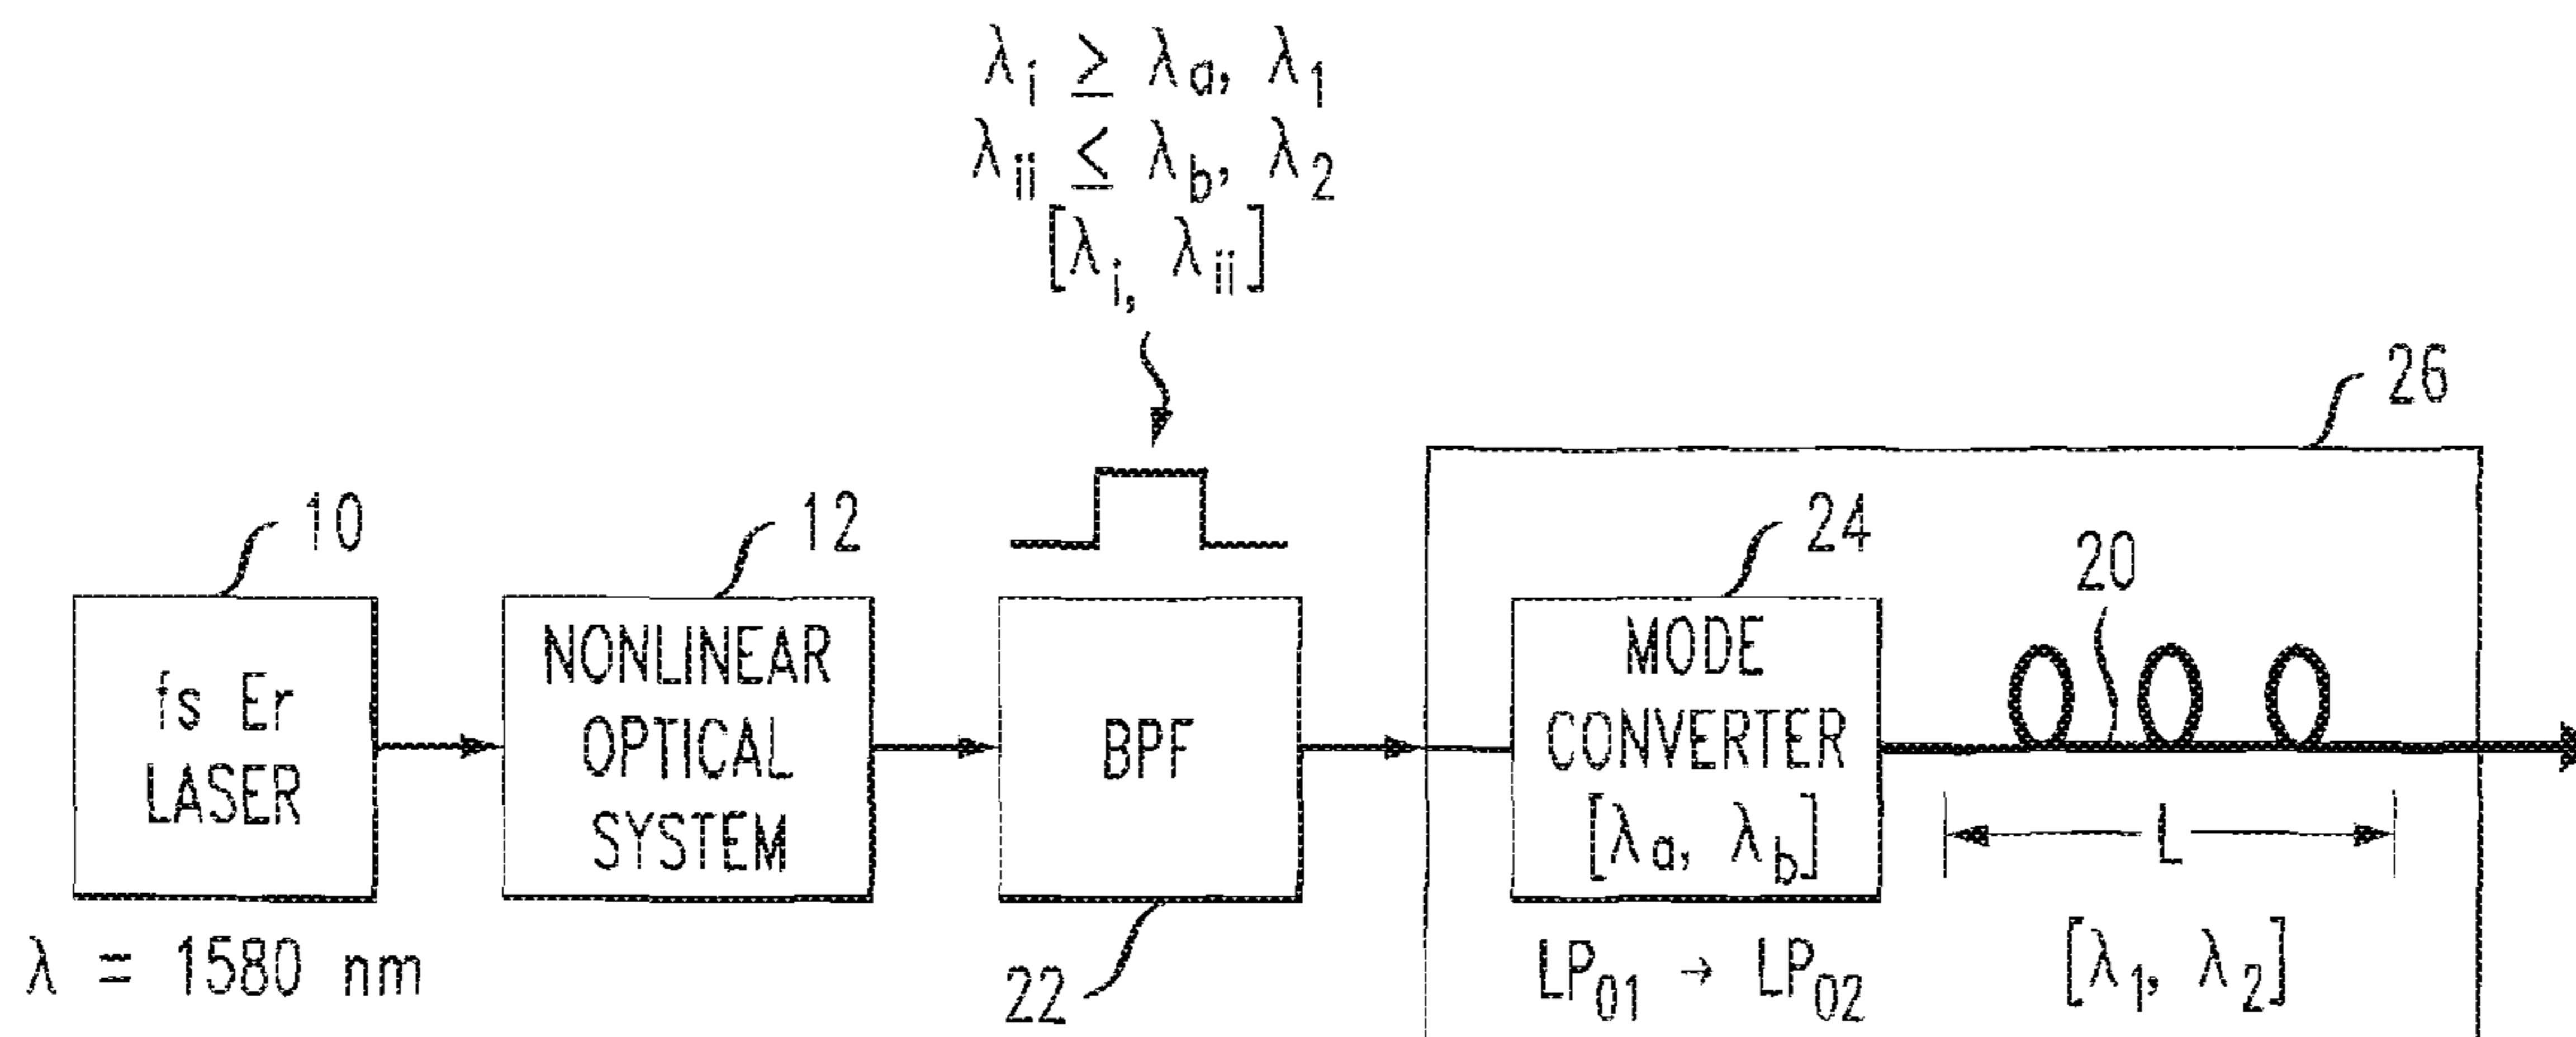 λi ≥ λa, λ1
λii ≤ λb, λ2
[λi, λii]
26
10
12
24
20
fs Er
LASER
NONLINEAR
OPTICAL
SYSTEM
BPF
MODE
CONVERTER
[λa, λb]
L
λ = 1580 nm
22
LP01 → LP02
[λ1, λ2]